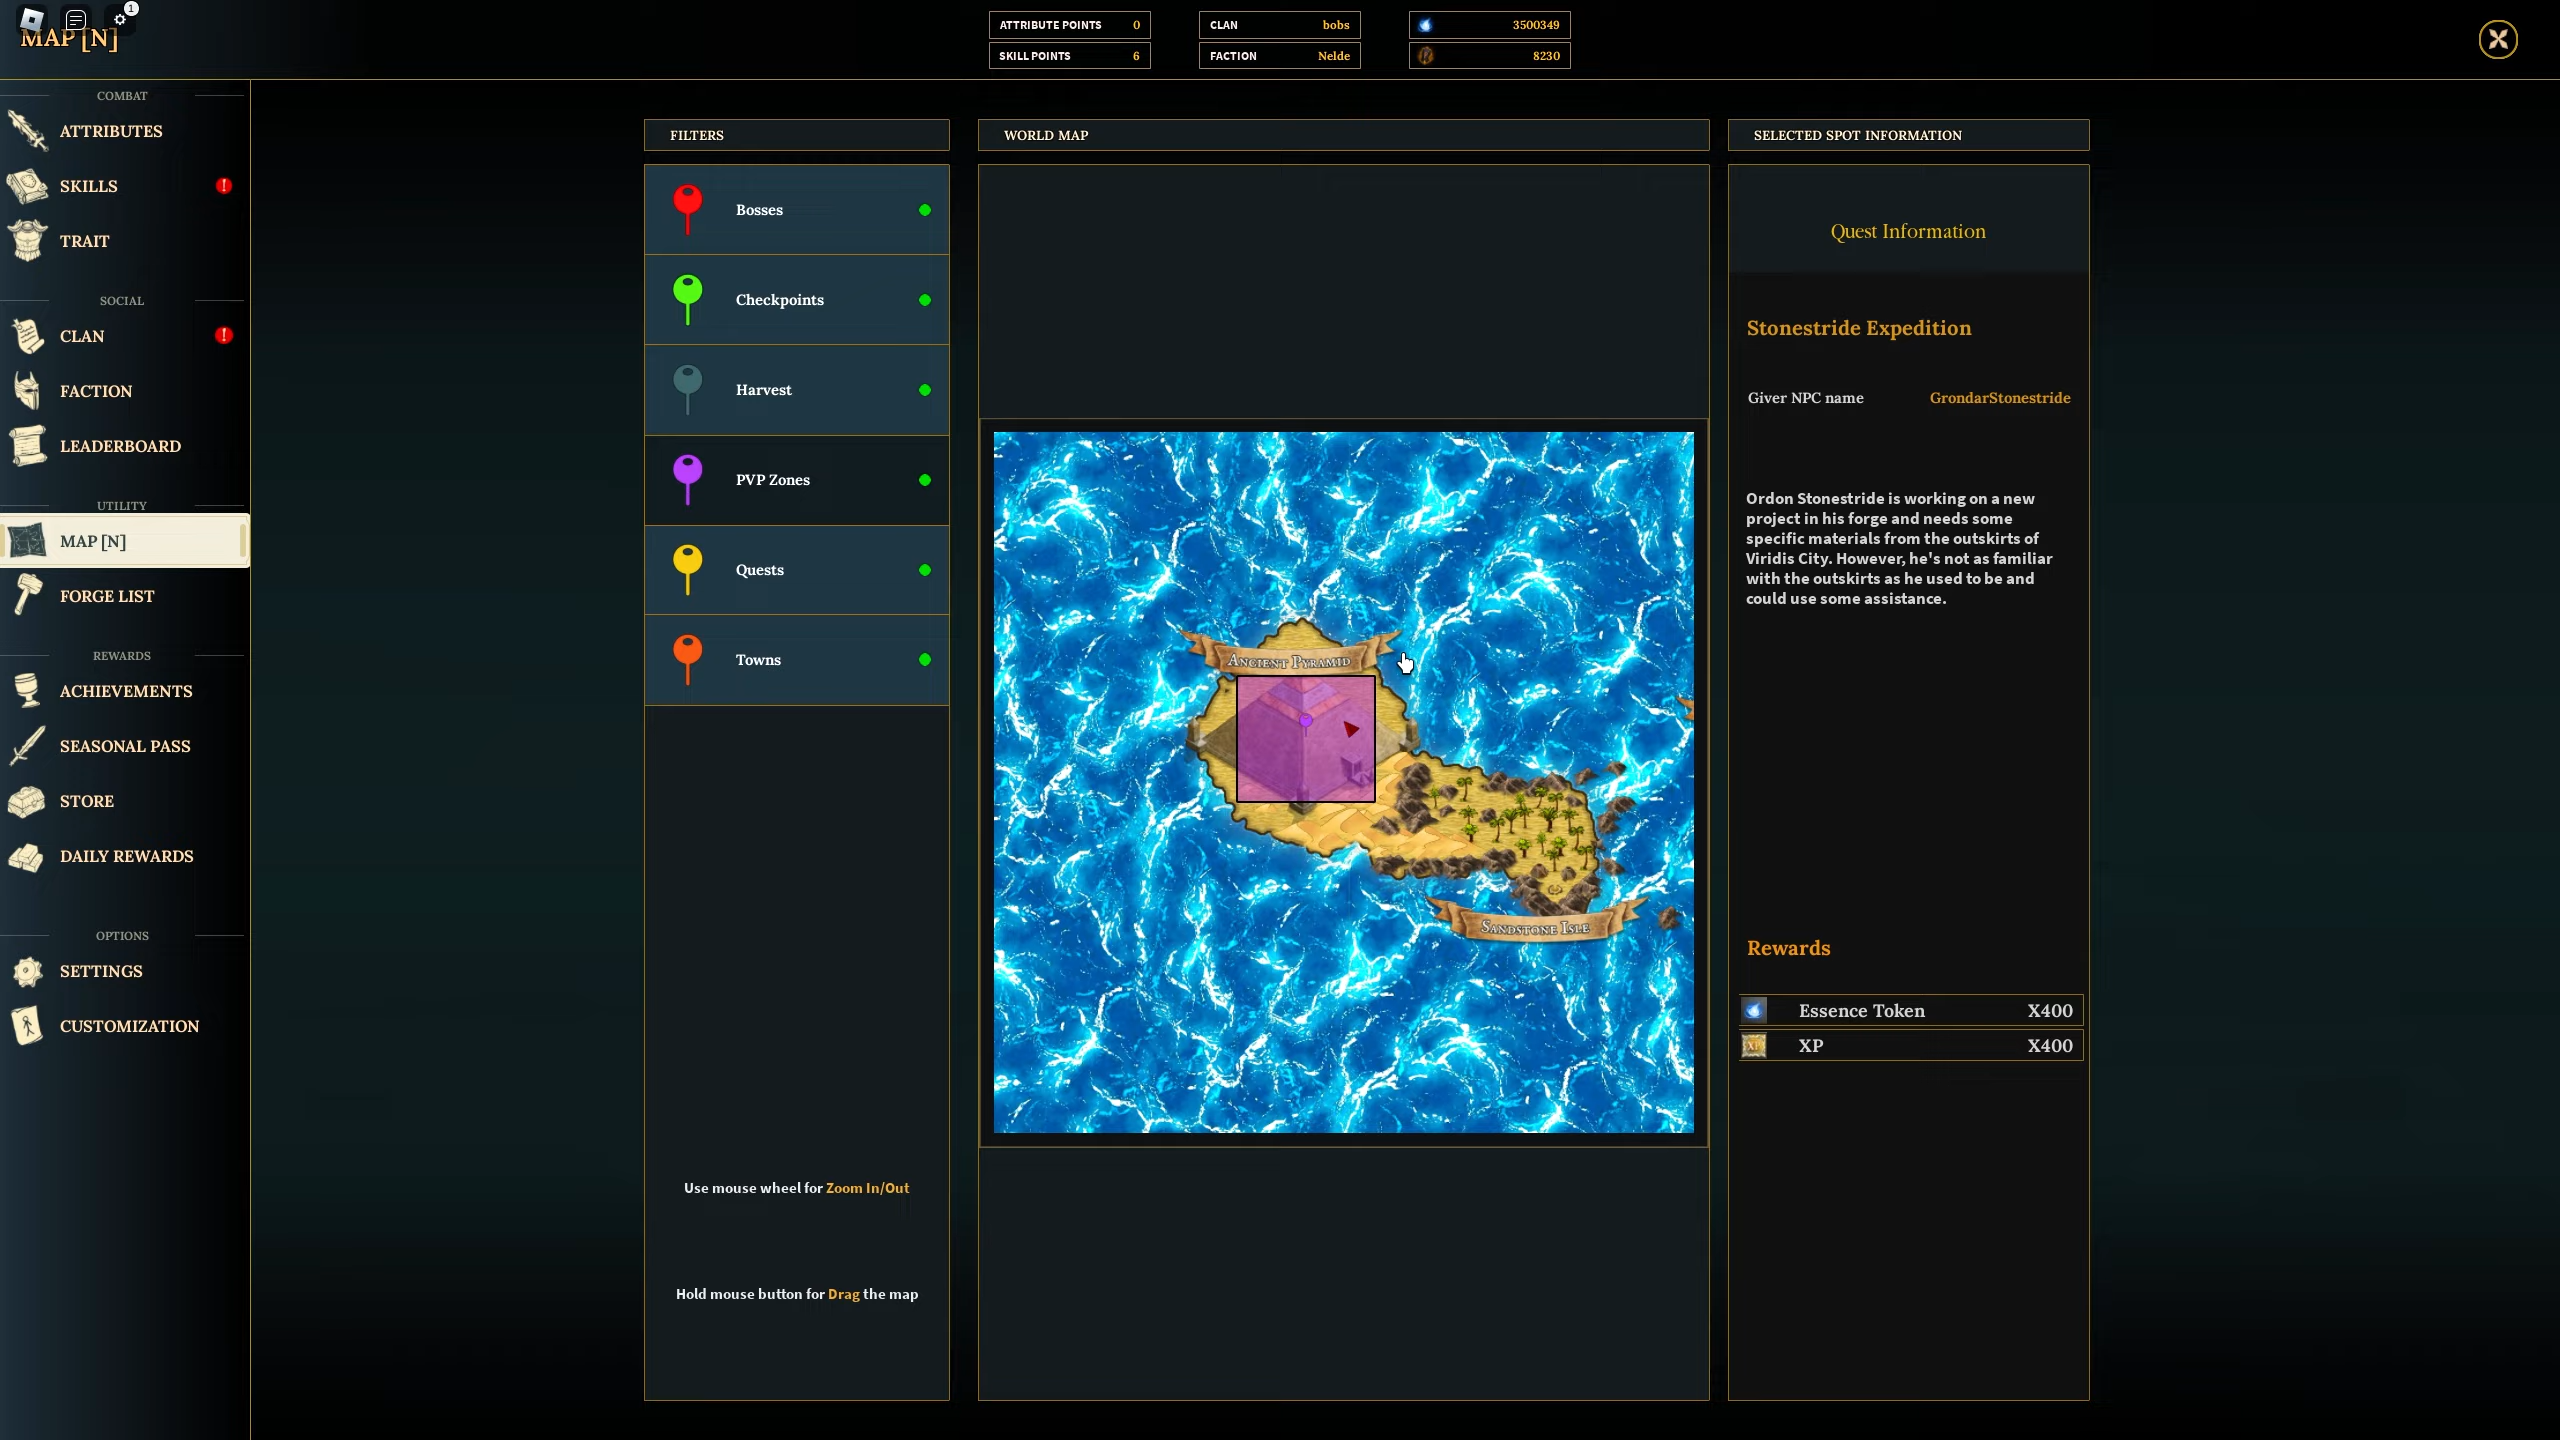 1
MAP [N]
ATTRIBUTE POINTS 0
SKILL POINTS 6
CLAN bobs
FACTION Nelde
3500349
8230
COMBAT
ATTRIBUTES
SKILLS !
TRAIT
SOCIAL
CLAN !
FACTION
LEADERBOARD
UTILITY
MAP [N]
FORGE LIST
REWARDS
ACHIEVEMENTS
SEASONAL PASS
STORE
DAILY REWARDS
OPTIONS
SETTINGS
CUSTOMIZATION
FILTERS
Bosses
Checkpoints
Harvest
PVP Zones
Quests
Towns
Use mouse wheel for Zoom In/Out
Hold mouse button for Drag the map
WORLD MAP
ANCIENT PYRAMID
SANDSTONE ISLE
SELECTED SPOT INFORMATION
Quest Information
Stonestride Expedition
Giver NPC name GrondarStonestride
Ordon Stonestride is working on a new
project in his forge and needs some
specific materials from the outskirts of
Viridis City. However, he's not as familiar
with the outskirts as he used to be and
could use some assistance.
Rewards
Essence Token X400
XP X400